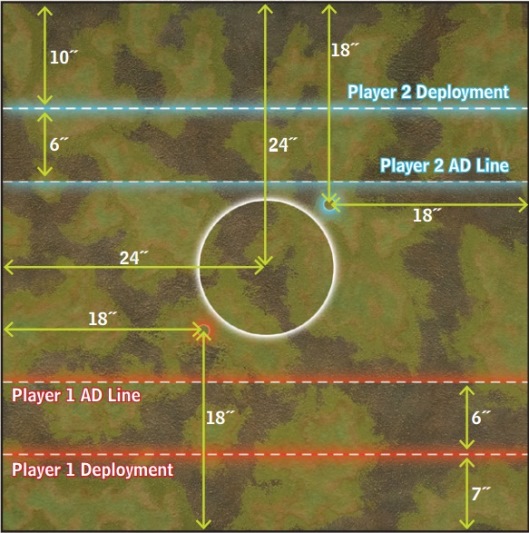 18˝
10˝
Player 2 Deployment
6˝
24˝
Player 2 AD Line
18˝
24˝
18˝
Player 1 AD Line
18˝
6˝
Player 1 Deployment
7˝